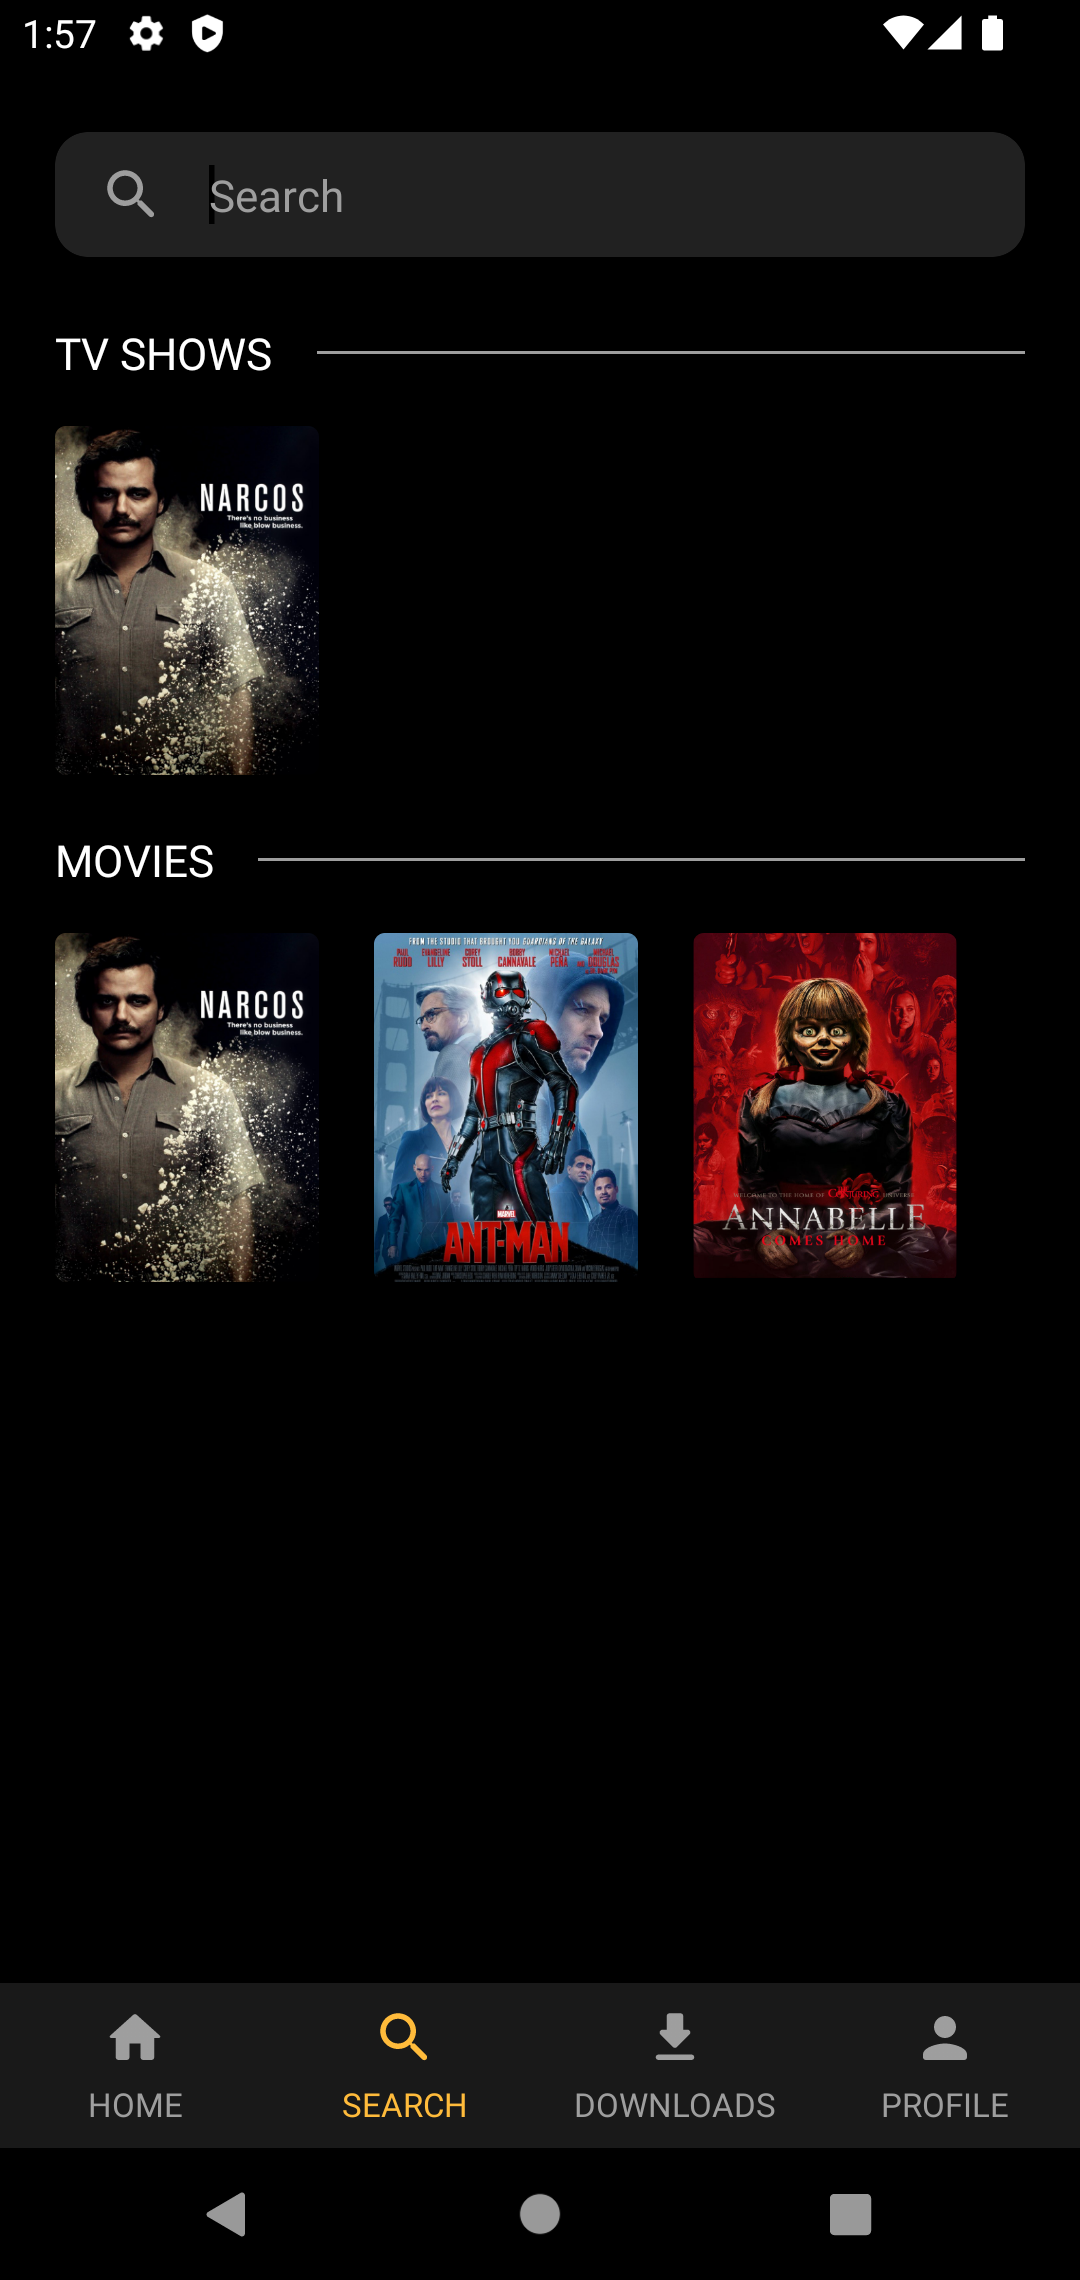 1:57
Search
TV SHOWS
NARCOS
There's no business
like blow business.
MOVIES
NARCOS
There's no business
like blow business.
FROM THE STUDIO THAT BROUGHT YOU GUARDIANS OF THE GALAXY
PAUL RUDD EVANGELINE LILLY COREY STOLL BOBBY CANNAVALE MICHAEL PEÑA AND MICHAEL DOUGLAS
MARVEL
ANT-MAN
WELCOME TO THE HOME OF THE CONJURING UNIVERSE
ANNABELLE
COMES HOME
HOME
SEARCH
DOWNLOADS
PROFILE